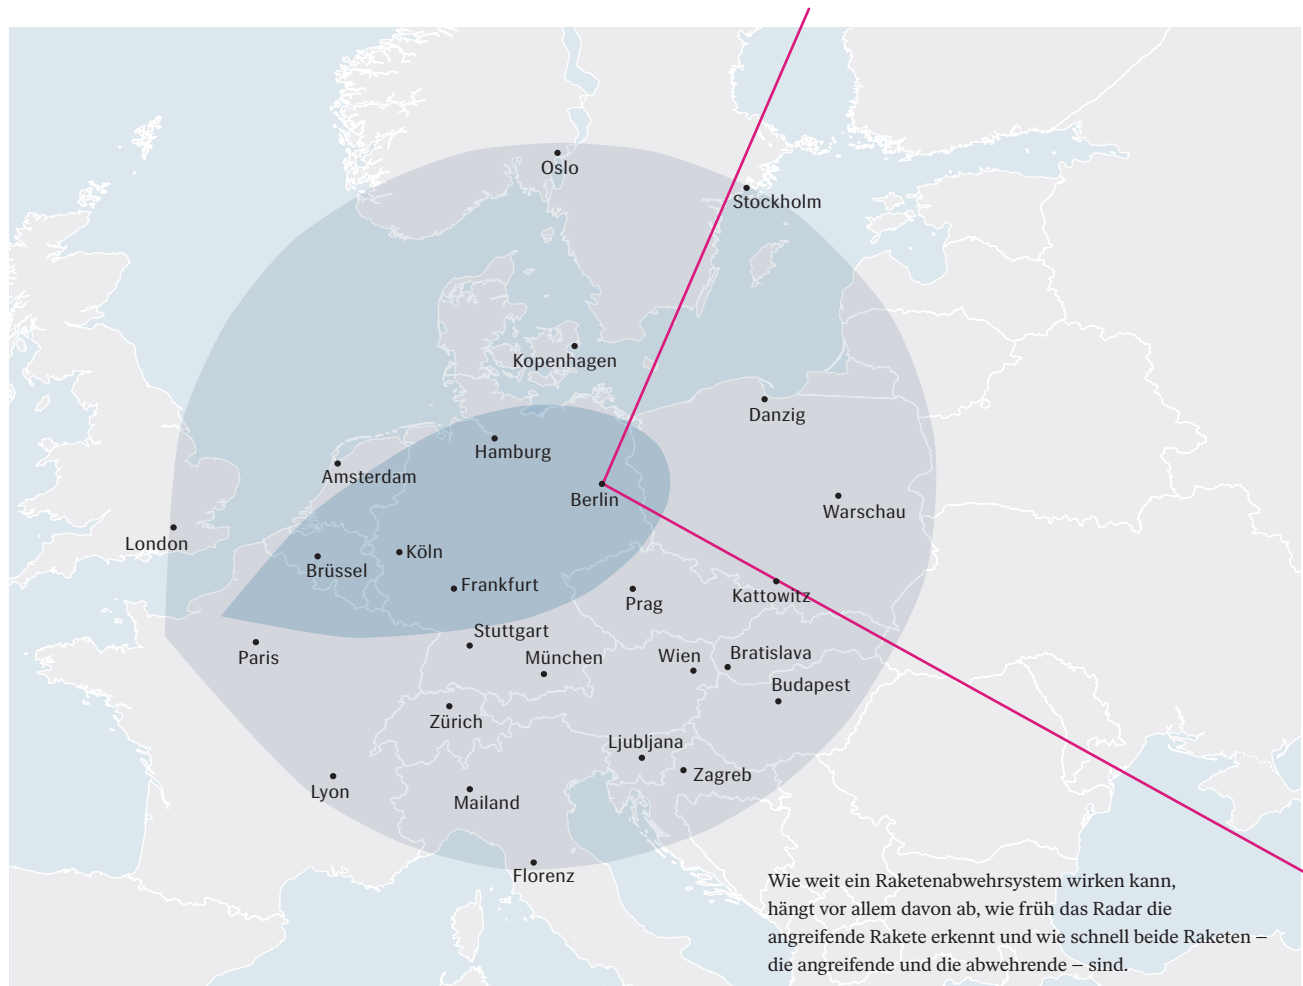 Oslo
Stockholm
Kopenhagen
Danzig
Hamburg
Amsterdam
Berlin
Warschau
London
Köln
Brüssel
Frankfurt
Prag
Kattowitz
Stuttgart
Paris
München
Wien
Bratislava
Budapest
Zürich
Ljubljana
Zagreb
Lyon
Mailand
Florenz
Wie weit ein Raketenabwehrsystem wirken kann,
hängt vor allem davon ab, wie früh das Radar die
angreifende Rakete erkennt und wie schnell beide Raketen –
die angreifende und die abwehrende – sind.